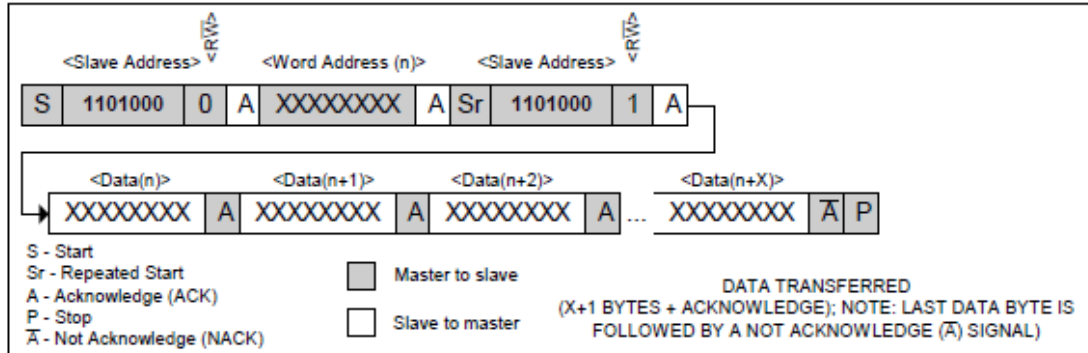 <RW̅>
<RW̅>
<Slave Address>
<Word Address (n)>
<Slave Address>
S 1101000 0 A XXXXXXXX A Sr 1101000 1 A
<Data(n)> <Data(n+1)> <Data(n+2)> <Data(n+X)>
XXXXXXXX A XXXXXXXX A XXXXXXXX A ... XXXXXXXX A̅ P
S - Start
Sr - Repeated Start
A - Acknowledge (ACK)
P - Stop
A̅ - Not Acknowledge (NACK)
Master to slave
Slave to master
DATA TRANSFERRED
(X+1 BYTES + ACKNOWLEDGE); NOTE: LAST DATA BYTE IS
FOLLOWED BY A NOT ACKNOWLEDGE (A̅) SIGNAL)